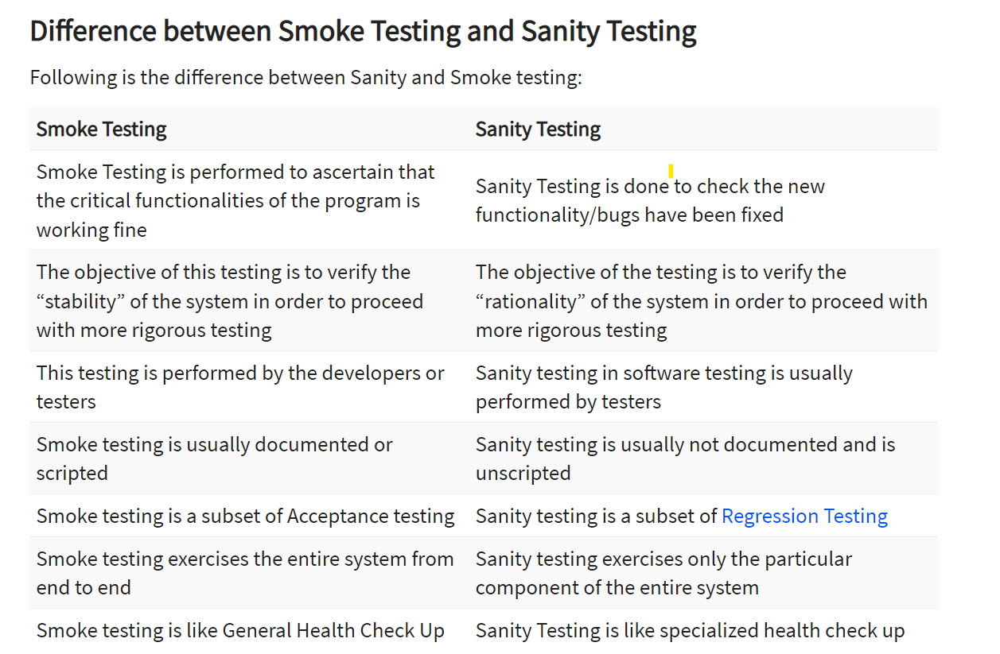 Difference between Smoke Testing and Sanity Testing
Following is the difference between Sanity and Smoke testing:
Smoke Testing
Sanity Testing
Smoke Testing is performed to ascertain that
the critical functionalities of the program is
working fine
Sanity Testing is done to check the new
functionality/bugs have been fixed
The objective of this testing is to verify the
“stability” of the system in order to proceed
with more rigorous testing
The objective of the testing is to verify the
“rationality” of the system in order to proceed with
more rigorous testing
This testing is performed by the developers or
testers
Sanity testing in software testing is usually
performed by testers
Smoke testing is usually documented or
scripted
Sanity testing is usually not documented and is
unscripted
Smoke testing is a subset of Acceptance testing
Sanity testing is a subset of Regression Testing
Smoke testing exercises the entire system from
end to end
Sanity testing exercises only the particular
component of the entire system
Smoke testing is like General Health Check Up
Sanity Testing is like specialized health check up